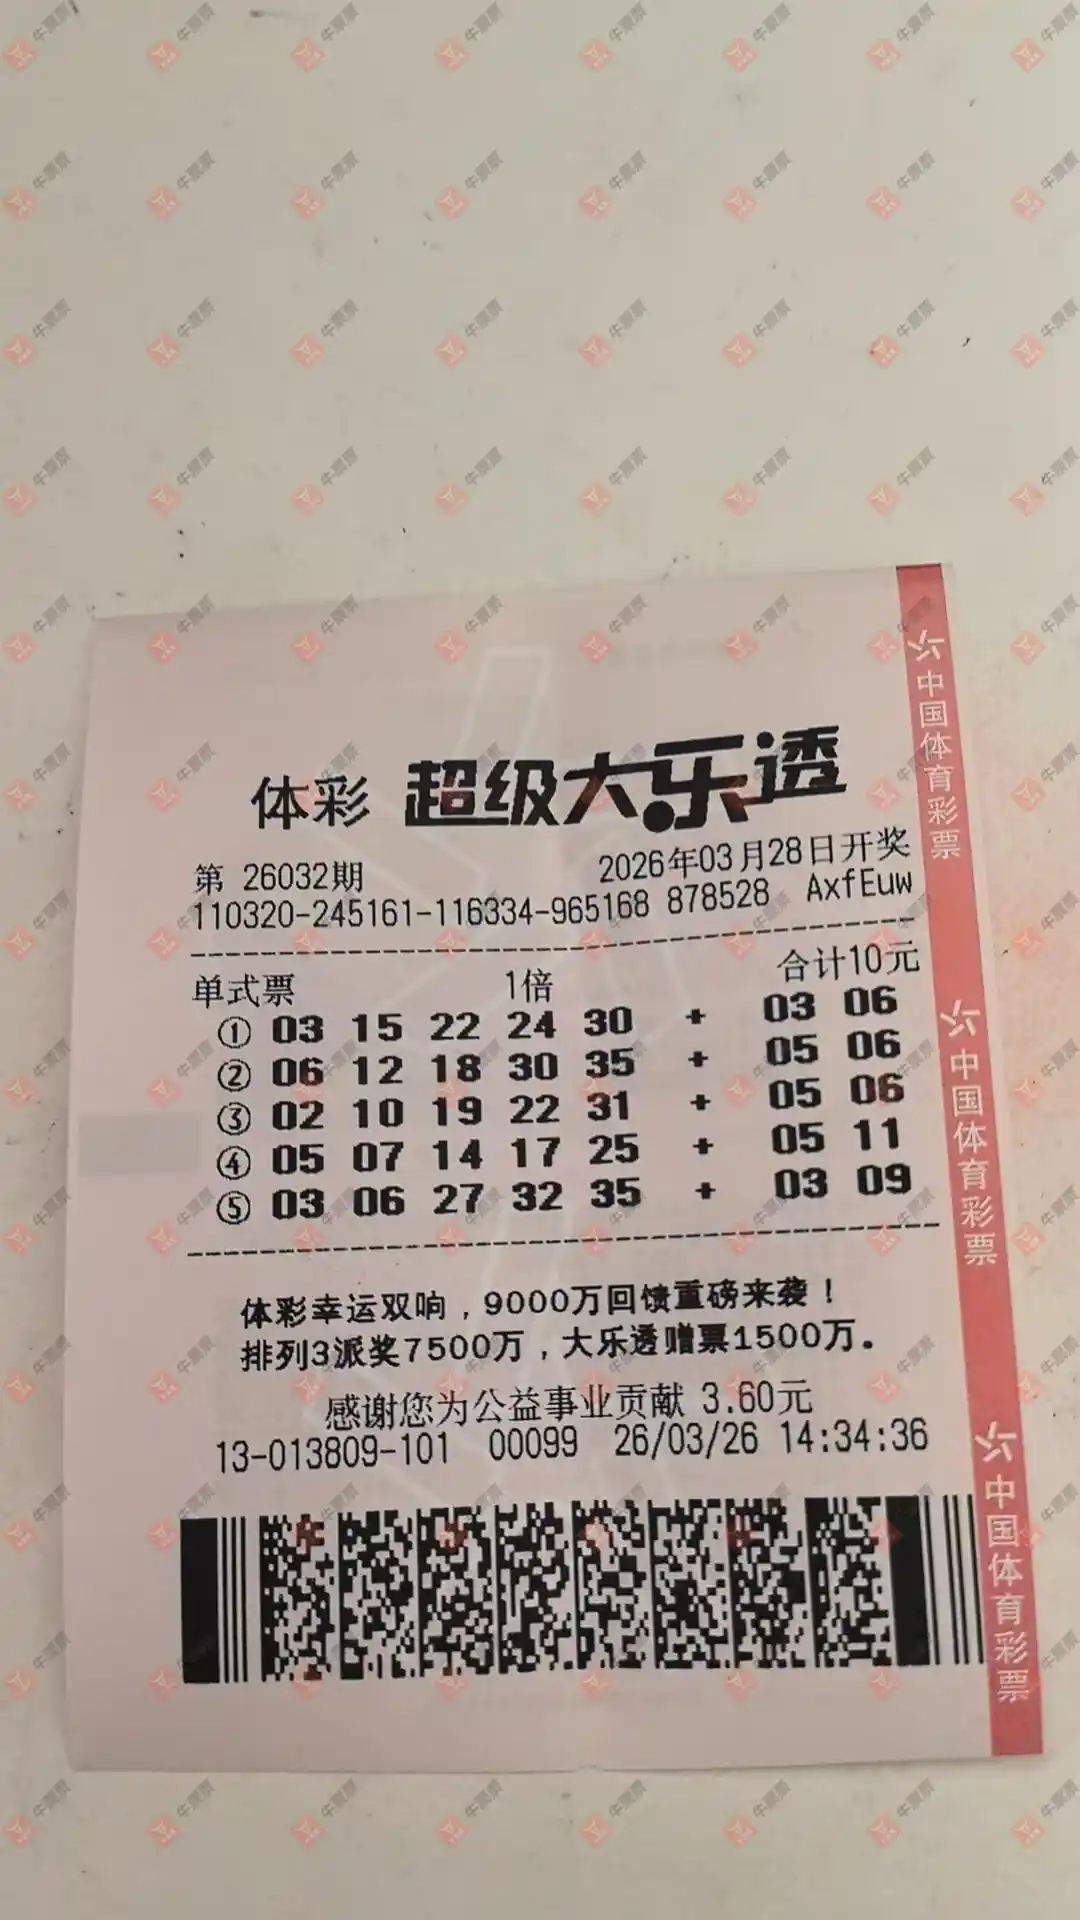 体彩 超级大乐透
第 26032期 2026年03月28日开奖
110320-245161-116334-965168 878528 AxfEuw
单式票 1倍 合计10元
① 03 15 22 24 30 + 03 06
② 06 12 18 30 35 + 05 06
③ 02 10 19 22 31 + 05 06
④ 05 07 14 17 25 + 05 11
⑤ 03 06 27 32 35 + 03 09
体彩幸运双响，9000万回馈重磅来袭！
排列3派奖7500万，大乐透赠票1500万。
感谢您为公益事业贡献 3.60元
13-013809-101 00099 26/03/26 14:34:36
中国体育彩票
中国体育彩票
中国体育彩票
牛票票